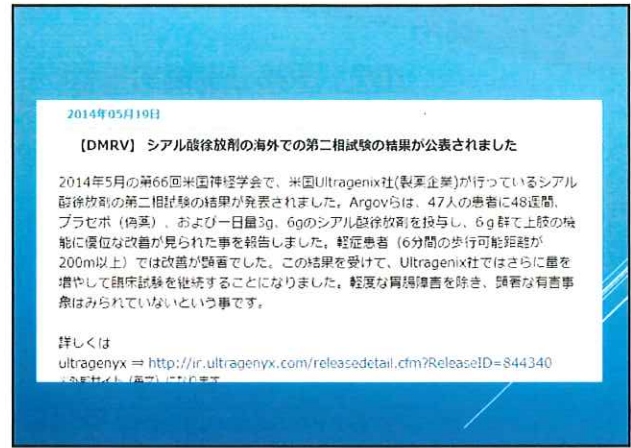 2014年05月19日
【DMRV】 シアル酸徐放剤の海外での第二相試験の結果が公表されました
2014年5月の第66回米国神経学会で、米国Ultragenix社(製薬企業)が行っているシアル
酸徐放剤の第二相試験の結果が発表されました。Argovらは、47人の患者に48週間、
プラセボ（偽薬）、および一日量3g、6gのシアル酸徐放剤を投与し、6ｇ群で上肢の機
能に優位な改善が見られた事を報告しました。軽症患者（6分間の歩行可能距離が
200m以上）では改善が顕著でした。この結果を受けて、Ultragenix社ではさらに量を
増やして臨床試験を継続することになりました。軽度な胃腸障害を除き、顕著な有害事
象はみられていないという事です。
詳しくは
ultragenyx ⇒ http://ir.ultragenyx.com/releasedetail.cfm?ReleaseID=844340